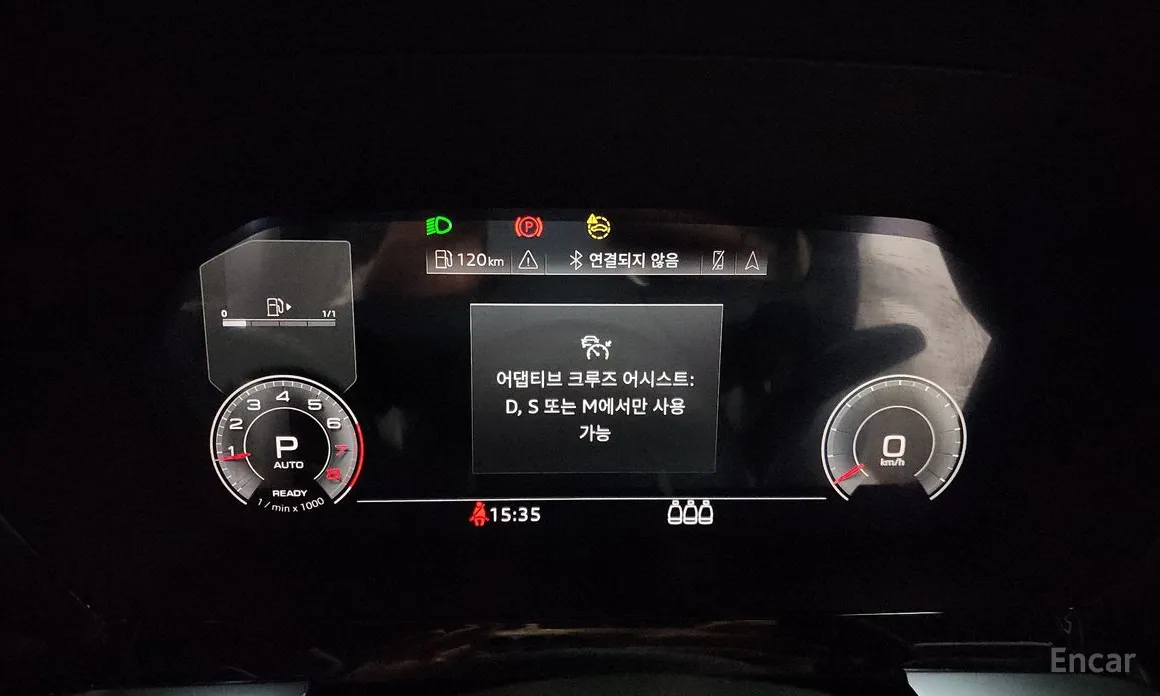 120km
연결되지 않음
0 1/1
어댑티브 크루즈 어시스트:
D, S 또는 M에서만 사용
가능
1 2 3 4 5 6 7 8
P
AUTO
READY
1 / min x 1000
0
km/h
15:35
Encar